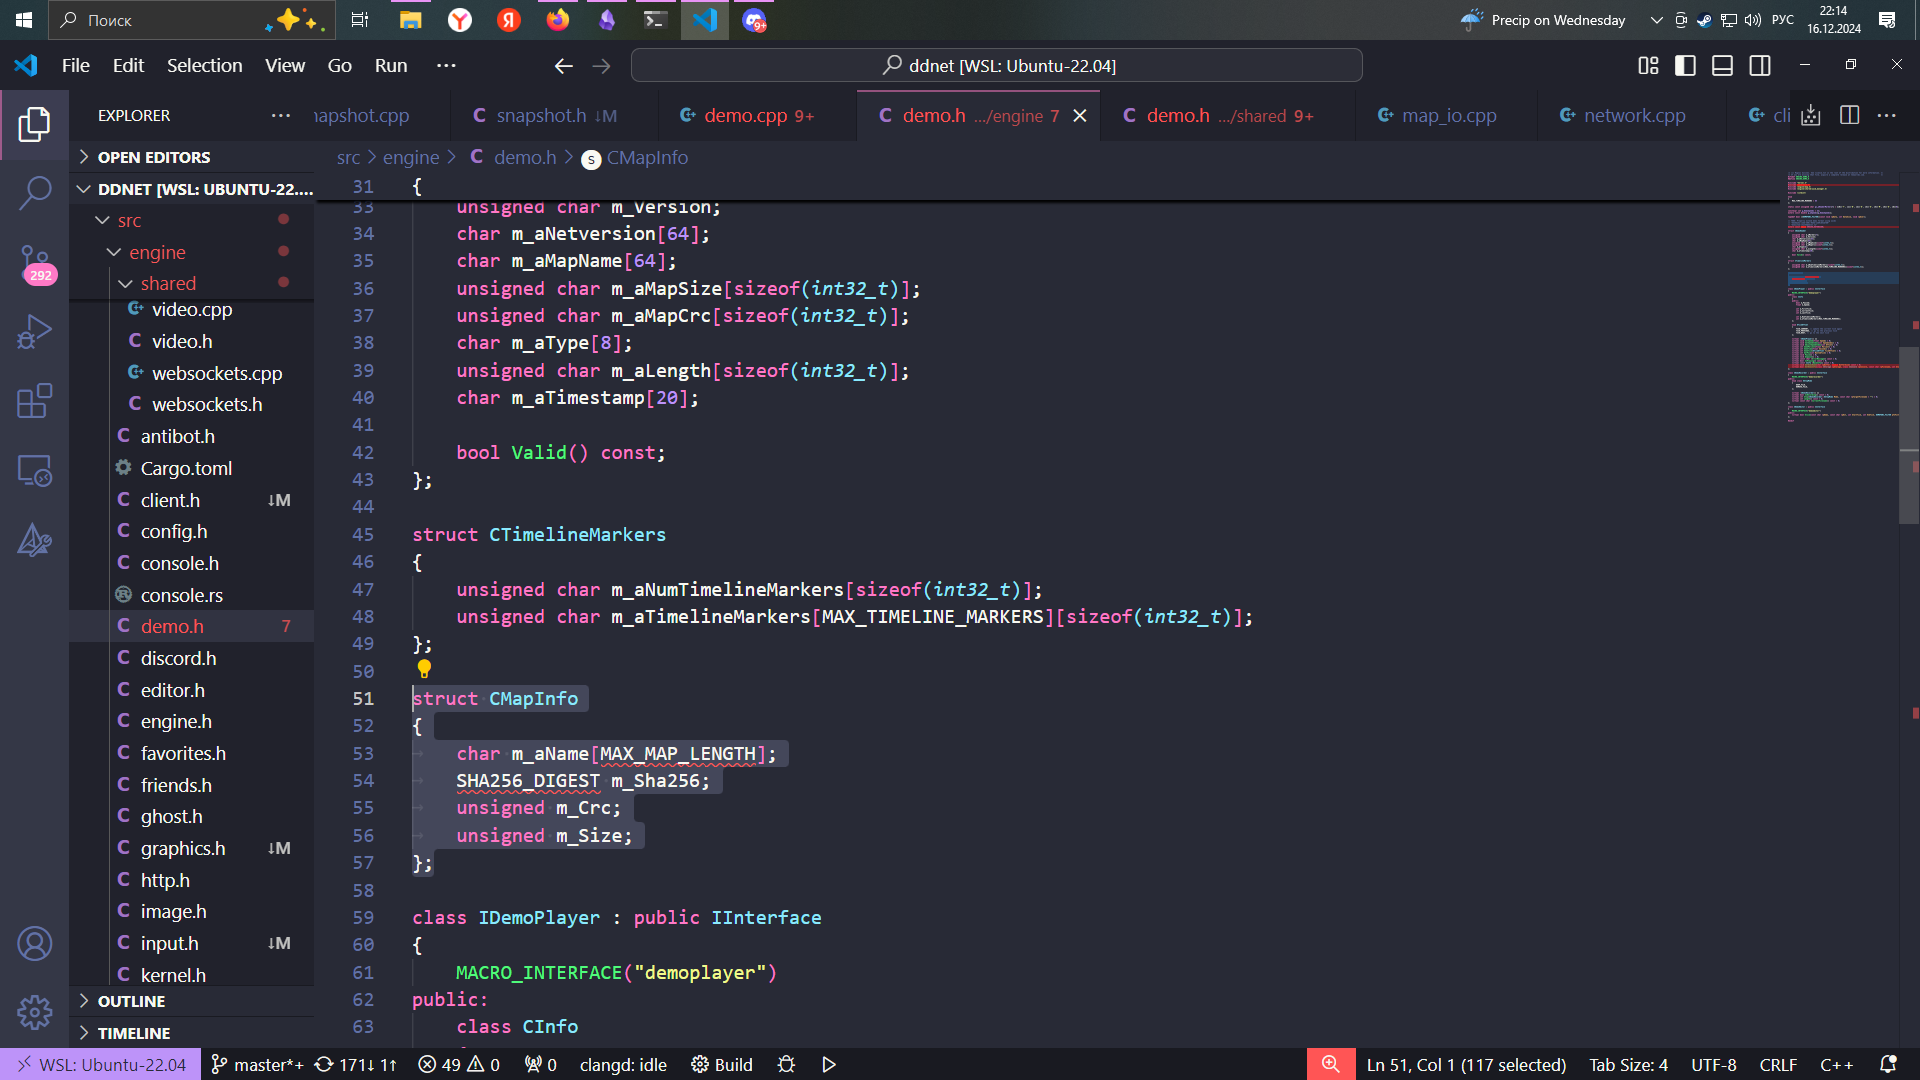 Поиск
9+
Precip on Wednesday
РУС
22:14
16.12.2024
File Edit Selection View Go Run ···
ddnet [WSL: Ubuntu-22.04]
EXPLORER
snapshot.h ↓M
demo.cpp 9+
demo.h .../engine 7
demo.h .../shared 9+
map_io.cpp
network.cpp
OPEN EDITORS
src > engine > C demo.h > S CMapInfo
DDNET [WSL: UBUNTU-22....
src
engine
shared
video.cpp
video.h
websockets.cpp
websockets.h
antibot.h
Cargo.toml
client.h ↓M
config.h
console.h
console.rs
demo.h 7
discord.h
editor.h
engine.h
favorites.h
friends.h
ghost.h
graphics.h ↓M
http.h
image.h
input.h ↓M
kernel.h
OUTLINE
TIMELINE
292
31 {
33 unsigned char m_Version;
34 char m_aNetversion[64];
35 char m_aMapName[64];
36 unsigned char m_aMapSize[sizeof(int32_t)];
37 unsigned char m_aMapCrc[sizeof(int32_t)];
38 char m_aType[8];
39 unsigned char m_aLength[sizeof(int32_t)];
40 char m_aTimestamp[20];
41
42 bool Valid() const;
43 };
44
45 struct CTimelineMarkers
46 {
47 unsigned char m_aNumTimelineMarkers[sizeof(int32_t)];
48 unsigned char m_aTimelineMarkers[MAX_TIMELINE_MARKERS][sizeof(int32_t)];
49 };
50
51 struct CMapInfo
52 {
53 char m_aName[MAX_MAP_LENGTH];
54 SHA256_DIGEST m_Sha256;
55 unsigned m_Crc;
56 unsigned m_Size;
57 };
58
59 class IDemoPlayer : public IInterface
60 {
61 MACRO_INTERFACE("demoplayer")
62 public:
63 class CInfo
WSL: Ubuntu-22.04 master*+ 171↓ 1↑ 49 0 0 clangd: idle Build Ln 51, Col 1 (117 selected) Tab Size: 4 UTF-8 CRLF C++